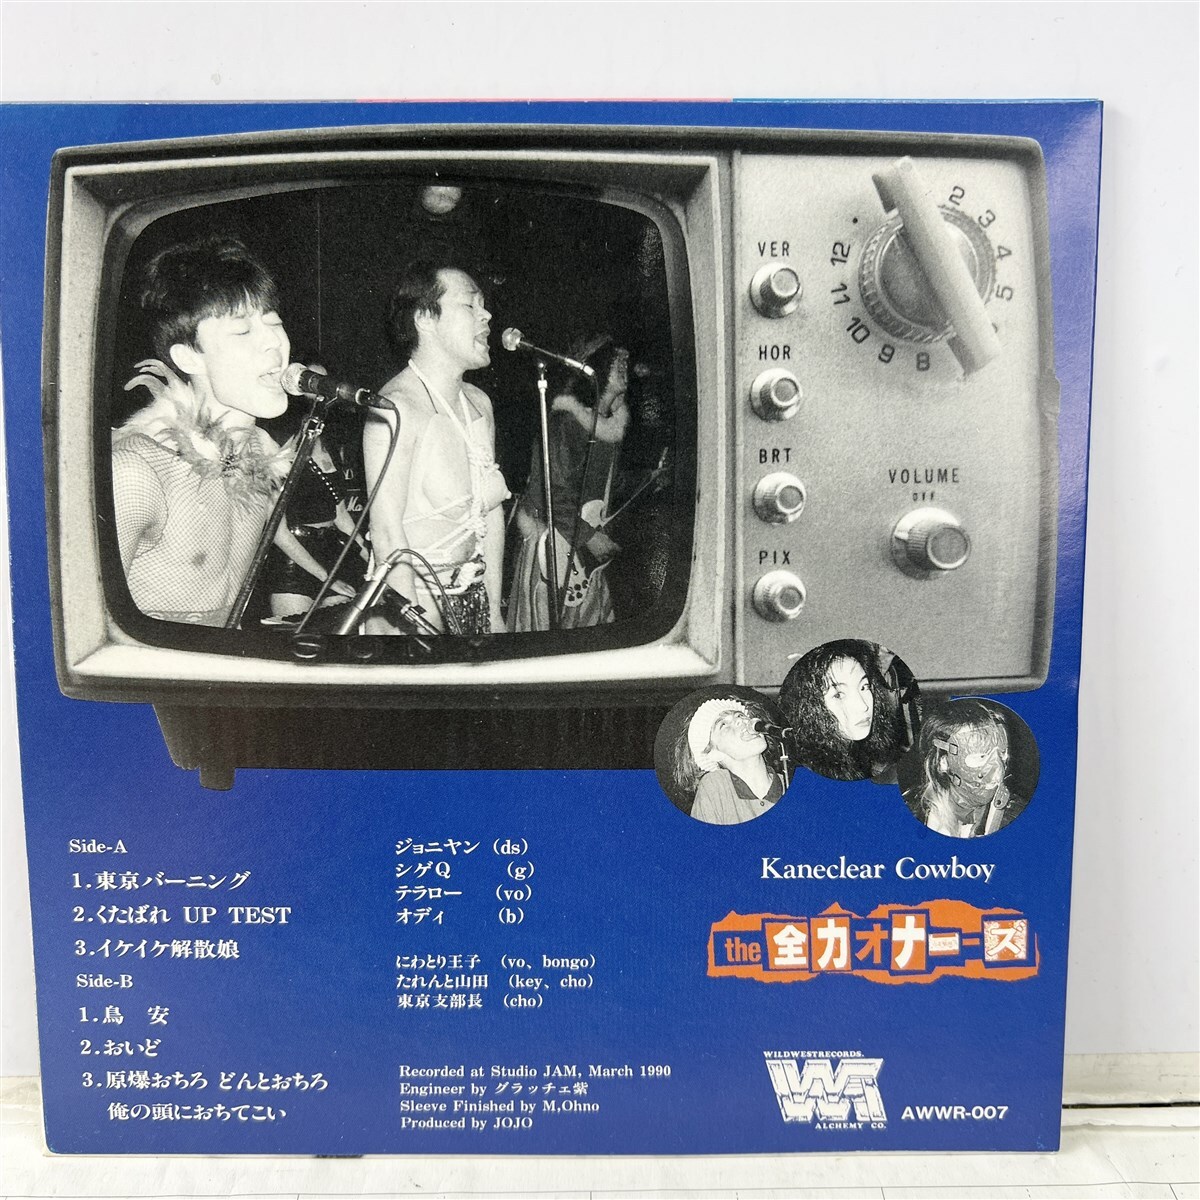 VER
HOR
BRT
PIX
2
3
4
5
8
9
10
11
12
VOLUME
OFF
SONY
Side-A
1.東京バーニング
2.くたばれ UP TEST
3.イケイケ解散娘
Side-B
1.鳥 安
2.おいど
3.原爆おちろ どんとおちろ
俺の頭におちてこい
ジョニヤン (ds)
シゲQ (g)
テラロー (vo)
オディ (b)
にわとり王子 (vo、bongo)
たれんと山田 (key、cho)
東京支部長 (cho)
Recorded at Studio JAM, March 1990
Engineer by グラッチェ紫
Sleeve Finished by M,Ohno
Produced by JOJO
Kaneclear Cowboy
the 全力オナニーズ
WILDWESTRECORDS.
WW
ALCHEMY CO.
AWWR-007